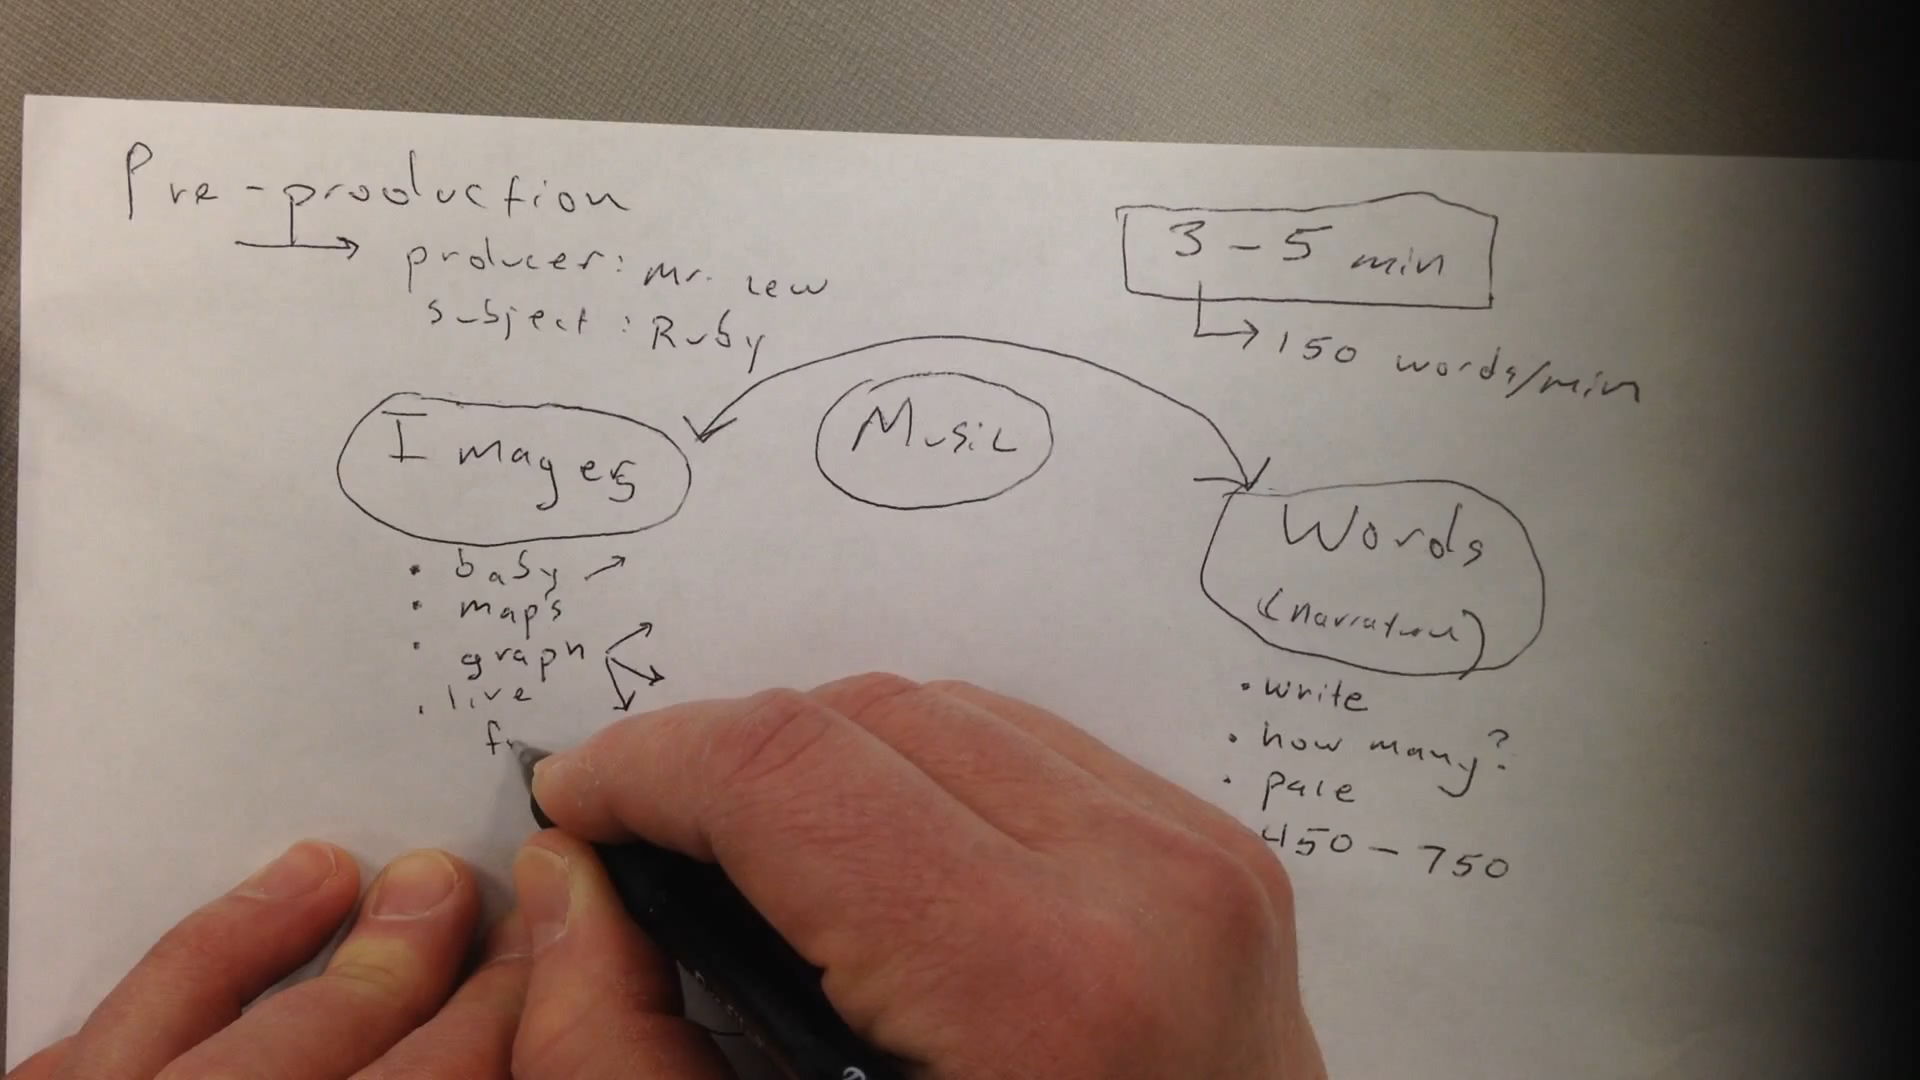 Pre-production
producer: Mr. Lew
subject: Ruby
3 - 5 min
150 words/min
Images
Music
Words
(narration)
• baby
• maps
• graph
• live
• write
• how many?
• pace
450 - 750